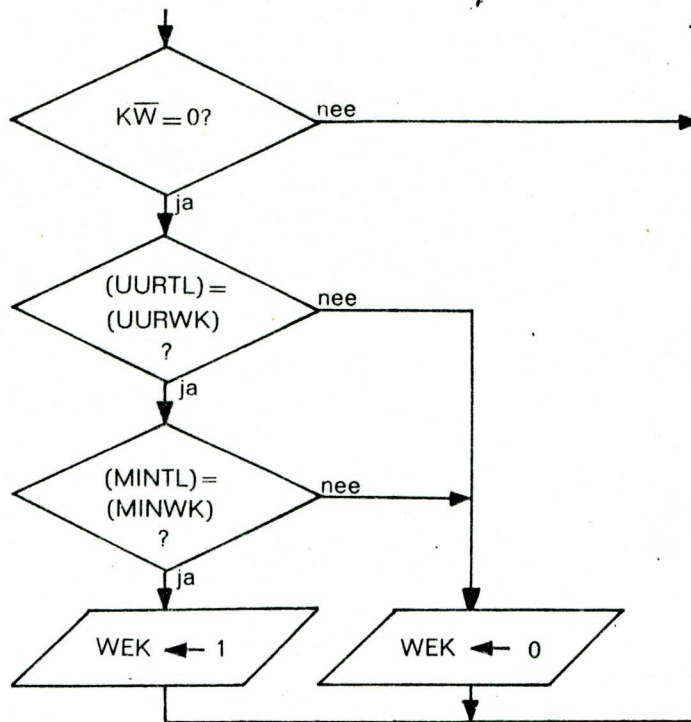 KW̅ = 0?
nee
ja
(UURTL) =
(UURWK)
?
nee
ja
(MINTL) =
(MINWK)
?
nee
ja
WEK ← 1
WEK ← 0